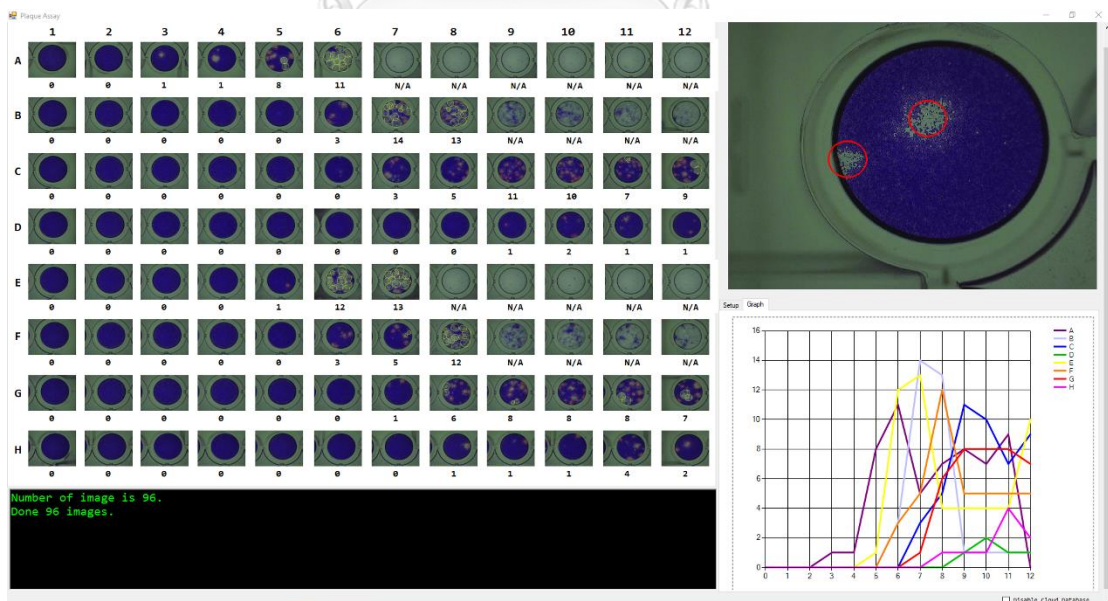 Plaque Assay
1 2 3 4 5 6 7 8 9 10 11 12
A
0 0 1 1 8 11 N/A N/A N/A N/A N/A N/A
B
0 0 0 0 0 3 14 13 N/A N/A N/A N/A
C
0 0 0 0 0 0 3 5 11 10 7 9
D
0 0 0 0 0 0 0 0 1 2 1 1
E
0 0 0 0 1 12 13 N/A N/A N/A N/A N/A
F
0 0 0 0 0 3 5 12 N/A N/A N/A N/A
G
0 0 0 0 0 0 1 6 8 8 8 7
H
0 0 0 0 0 0 0 1 1 1 4 2
Number of image is 96.
Done 96 images.
Setup Graph
16
14
12
10
8
6
4
2
0
0 1 2 3 4 5 6 7 8 9 10 11 12
A
B
C
D
E
F
G
H
Disable Cloud Database